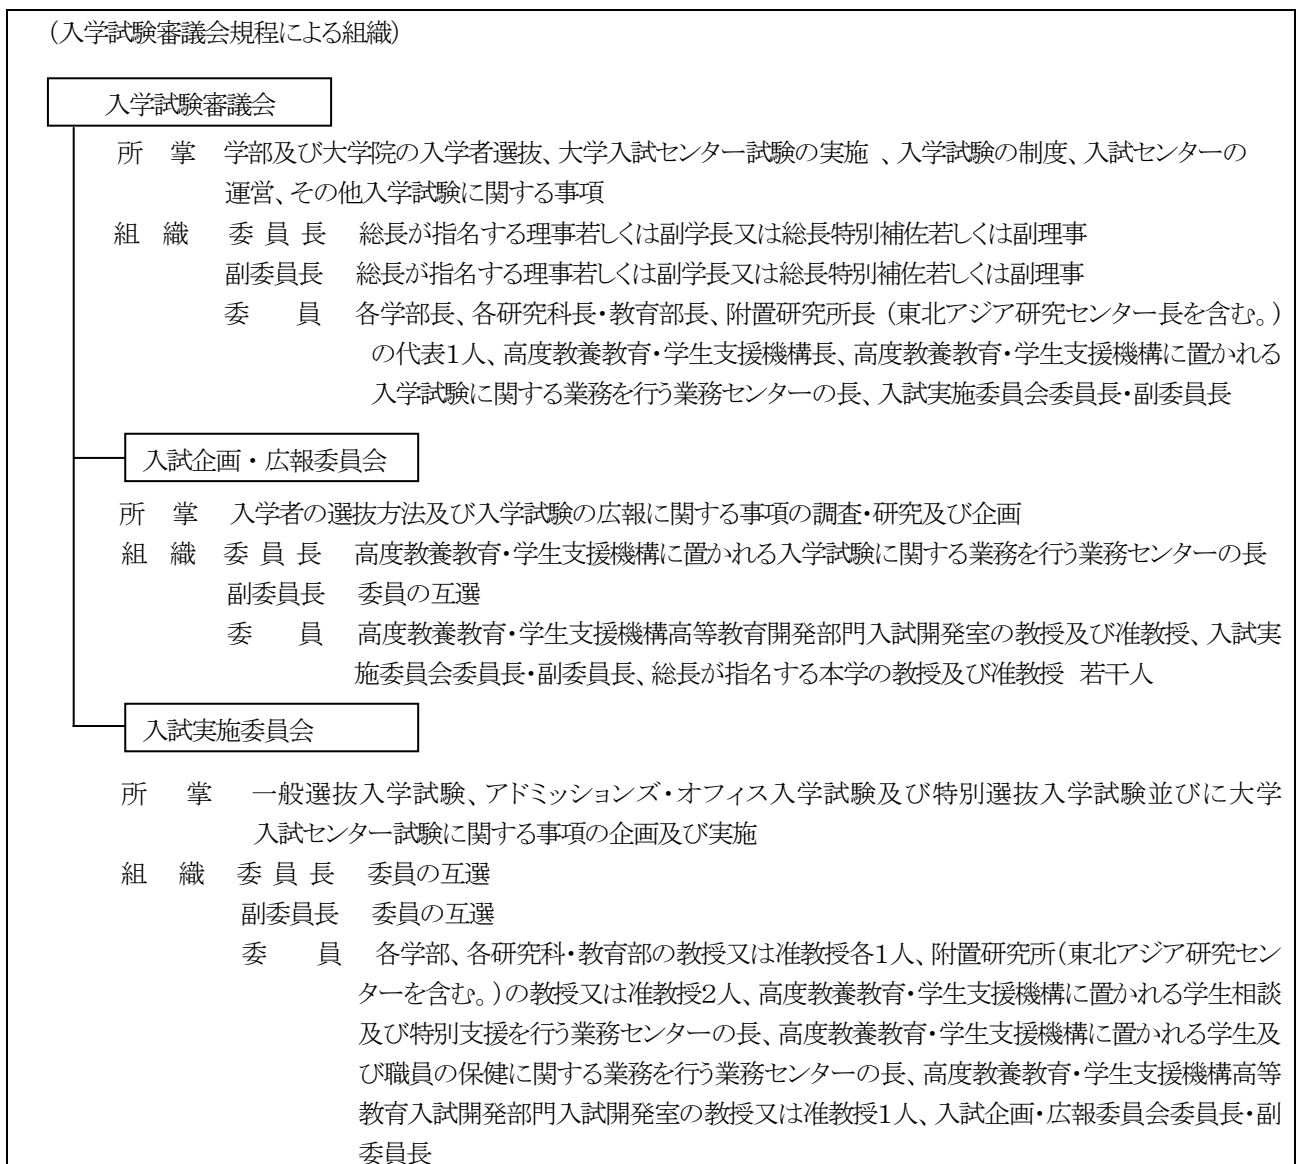 (入学試験審議会規程による組織)
入学試験審議会
所 掌 学部及び大学院の入学者選抜、大学入試センター試験の実施 、入学試験の制度、入試センターの
運営、その他入学試験に関する事項
組 織 委 員 長 総長が指名する理事若しくは副学長又は総長特別補佐若しくは副理事
副委員長 総長が指名する理事若しくは副学長又は総長特別補佐若しくは副理事
委 員 各学部長、各研究科長・教育部長、附置研究所長(東北アジア研究センター長を含む。)
の代表1人、高度教養教育・学生支援機構長、高度教養教育・学生支援機構に置かれる
入学試験に関する業務を行う業務センターの長、入試実施委員会委員長・副委員長
入試企画・広報委員会
所 掌 入学者の選抜方法及び入学試験の広報に関する事項の調査・研究及び企画
組 織 委 員 長 高度教養教育・学生支援機構に置かれる入学試験に関する業務を行う業務センターの長
副委員長 委員の互選
委 員 高度教養教育・学生支援機構高等教育開発部門入試開発室の教授及び准教授、入試実
施委員会委員長・副委員長、総長が指名する本学の教授及び准教授 若干人
入試実施委員会
所 掌 一般選抜入学試験、アドミッションズ・オフィス入学試験及び特別選抜入学試験並びに大学
入試センター試験に関する事項の企画及び実施
組 織 委 員 長 委員の互選
副委員長 委員の互選
委 員 各学部、各研究科・教育部の教授又は准教授各1人、附置研究所(東北アジア研究セン
ターを含む。)の教授又は准教授2人、高度教養教育・学生支援機構に置かれる学生相談
及び特別支援を行う業務センターの長、高度教養教育・学生支援機構に置かれる学生及
び職員の保健に関する業務を行う業務センターの長、高度教養教育・学生支援機構高等
教育入試開発部門入試開発室の教授又は准教授1人、入試企画・広報委員会委員長・副
委員長